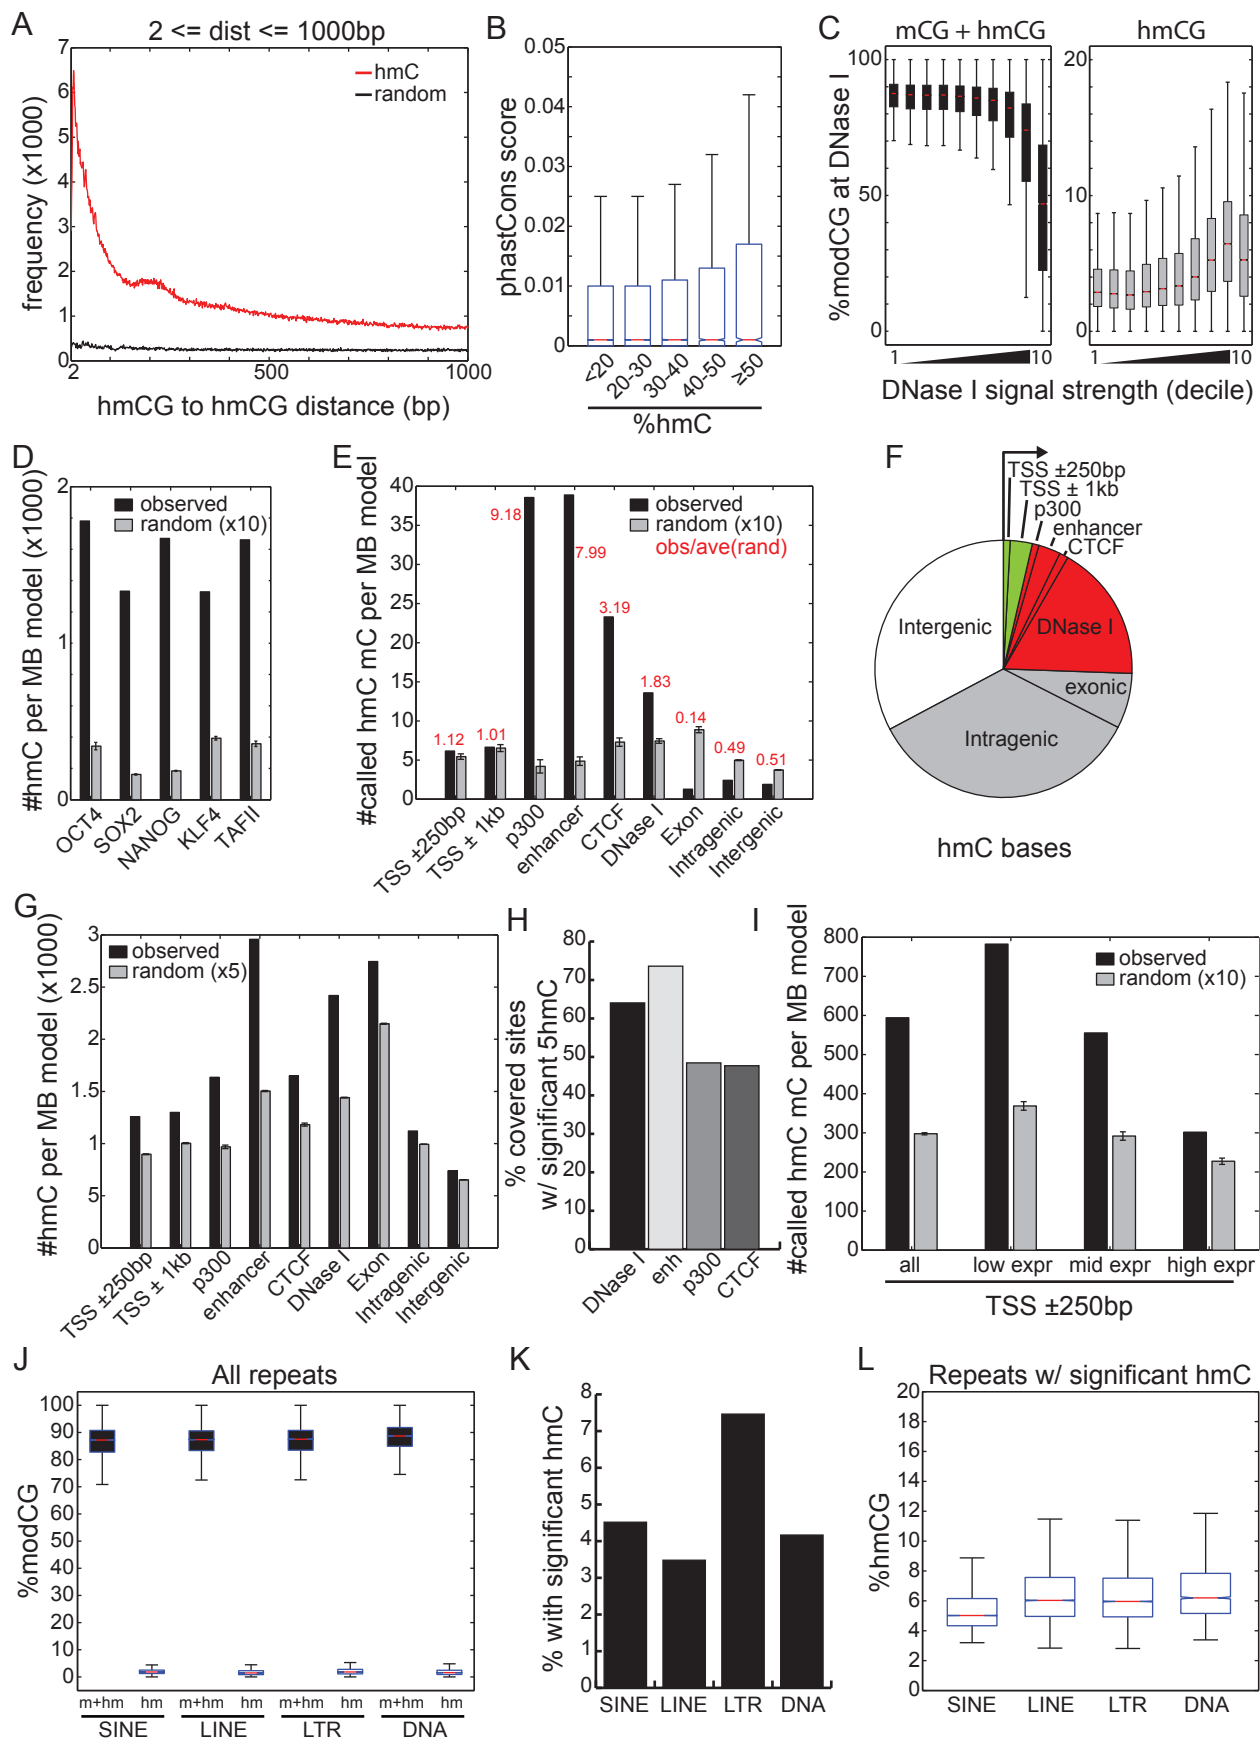 A
2 <= dist <= 1000bp
7
6
5
4
3
2
1
0
frequency (x1000)
hmC
random
2
500
1000
hmCG to hmCG distance (bp)
B
0.05
0.04
0.03
0.02
0.01
0
phastCons score
<20
20-30
30-40
40-50
≥50
%hmC
C
mCG + hmCG
hmCG
%modCG at DNase I
100
50
0
20
10
0
1
10
1
10
DNase I signal strength (decile)
D
#hmC per MB model (x1000)
2
1
0
observed
random (x10)
OCT4
SOX2
NANOG
KLF4
TAFII
E
#called hmC mC per MB model
40
35
30
25
20
15
10
5
0
observed
random (x10)
obs/ave(rand)
1.12
1.01
9.18
7.99
3.19
1.83
0.14
0.49
0.51
TSS ±250bp
TSS ± 1kb
p300
enhancer
CTCF
DNase I
Exon
Intragenic
Intergenic
F
TSS ±250bp
TSS ± 1kb
p300
enhancer
CTCF
DNase I
exonic
Intragenic
Intergenic
hmC bases
G
#hmC per MB model (x1000)
3
2.5
2
1.5
1
5
0
observed
random (x5)
TSS ±250bp
TSS ± 1kb
p300
enhancer
CTCF
DNase I
Exon
Intragenic
Intergenic
H
% covered sites
w/ significant 5hmC
80
70
60
50
40
30
20
10
0
DNase I
enh
p300
CTCF
I
#called hmC mC per MB model
800
700
600
500
400
300
200
100
0
observed
random (x10)
all
low expr
mid expr
high expr
TSS ±250bp
J
All repeats
%modCG
100
90
80
70
60
50
40
30
20
10
0
m+hm
hm
m+hm
hm
m+hm
hm
m+hm
hm
SINE
LINE
LTR
DNA
K
% with significant hmC
8
7
6
5
4
3
2
1
0
SINE
LINE
LTR
DNA
L
Repeats w/ significant hmC
%hmCG
20
18
16
14
12
10
8
6
4
2
0
SINE
LINE
LTR
DNA